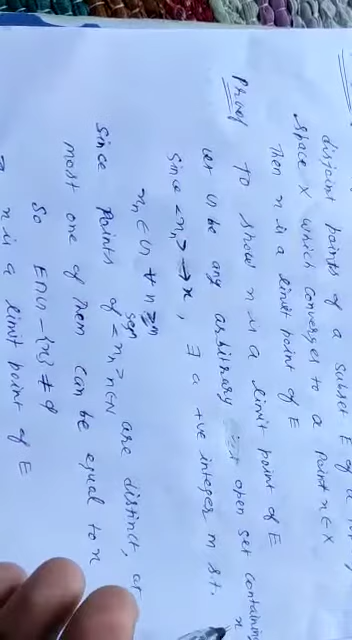 disjoint points of a subset E of a
space X which converges to a point x ∈ X
Then x is a limit point of E
Proof To show x is a limit point of E
Let U be any arbitrary open set containing x
Since <xn> → x, ∃ a +ve integer m s.t.
xn ∈ U ∀ n ≥ m
Since points of seqn <xn> n∈N are distinct, at
most one of them can be equal to x
So E∩U - {x} ≠ ∅
⇒ x is a limit point of E